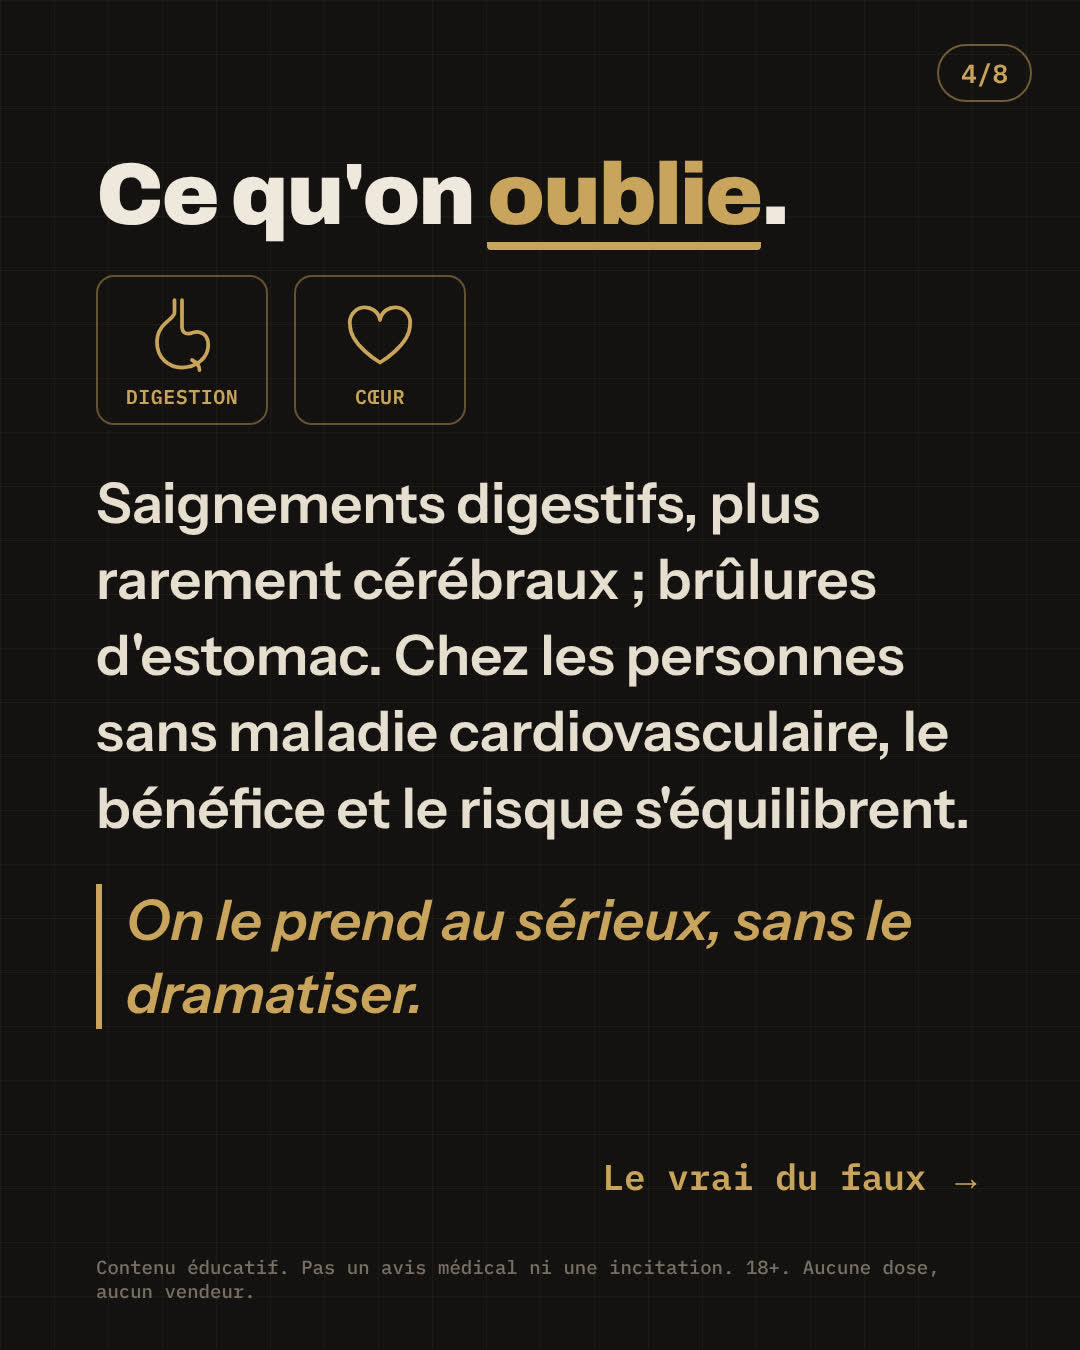 4/8
Ce qu'on oublie.
DIGESTION
CŒUR
Saignements digestifs, plus
rarement cérébraux ; brûlures
d'estomac. Chez les personnes
sans maladie cardiovasculaire, le
bénéfice et le risque s'équilibrent.
On le prend au sérieux, sans le
dramatiser.
Le vrai du faux →
Contenu éducatif. Pas un avis médical ni une incitation. 18+. Aucune dose,
aucun vendeur.